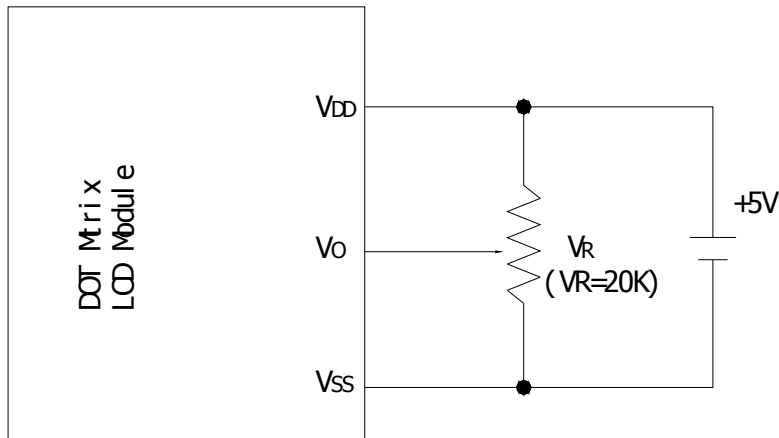 VDD
DOT Mtrix
LCD Module
+5V
VO
VR
(VR=20K)
VSS